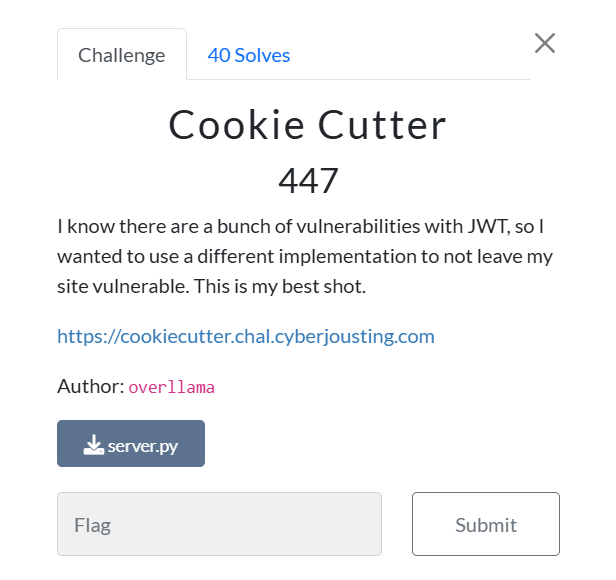 Challenge
40 Solves
Cookie Cutter
447
I know there are a bunch of vulnerabilities with JWT, so I
wanted to use a different implementation to not leave my
site vulnerable. This is my best shot.
https://cookiecutter.chal.cyberjousting.com
Author: overllama
server.py
Flag
Submit